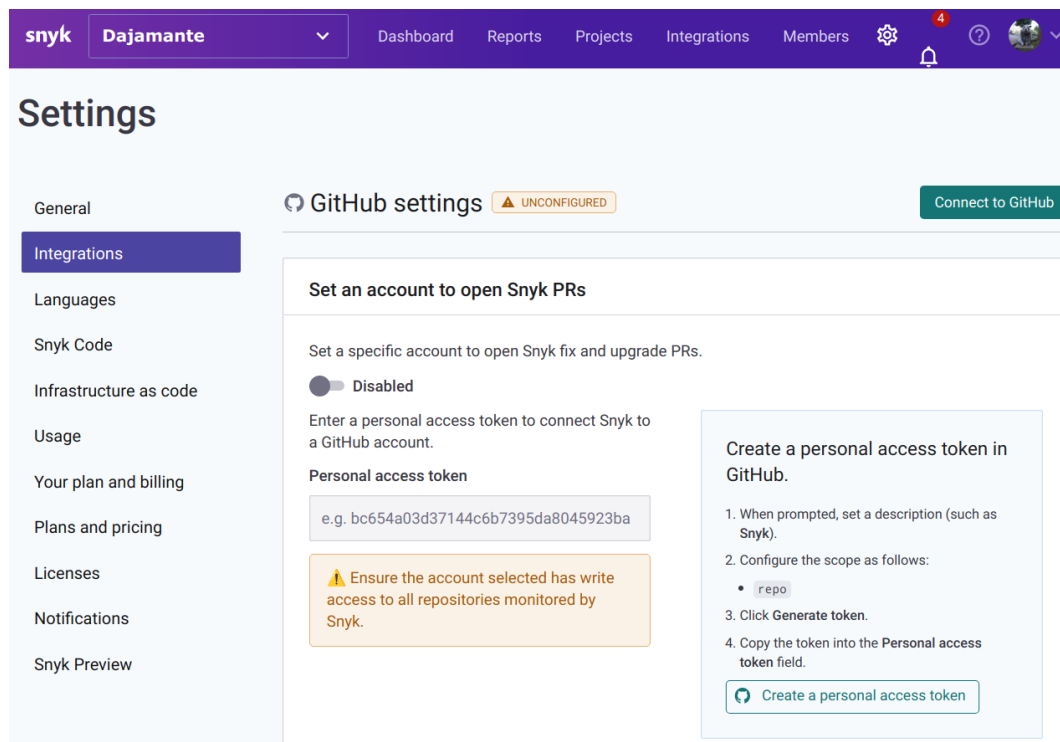 snyk Dajamante Dashboard Reports Projects Integrations Members 4
Settings
General
Integrations
Languages
Snyk Code
Infrastructure as code
Usage
Your plan and billing
Plans and pricing
Licenses
Notifications
Snyk Preview
GitHub settings UNCONFIGURED Connect to GitHub
Set an account to open Snyk PRs
Set a specific account to open Snyk fix and upgrade PRs.
Disabled
Enter a personal access token to connect Snyk to
a GitHub account.
Personal access token
e.g. bc654a03d37144c6b7395da8045923ba
Ensure the account selected has write
access to all repositories monitored by
Snyk.
Create a personal access token in
GitHub.
1. When prompted, set a description (such as
Snyk).
2. Configure the scope as follows:
• repo
3. Click Generate token.
4. Copy the token into the Personal access
token field.
Create a personal access token